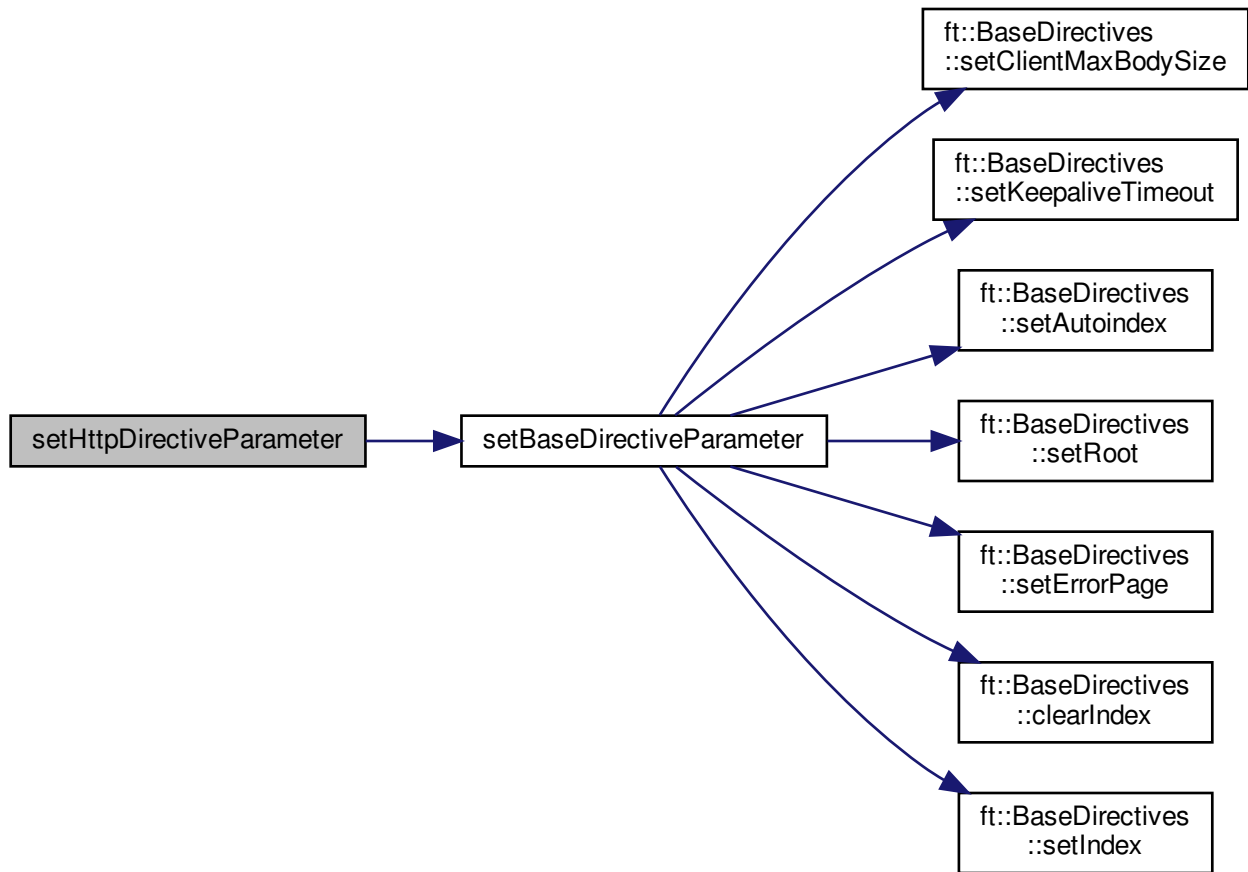 ft::BaseDirectives
::setClientMaxBodySize
ft::BaseDirectives
::setKeepaliveTimeout
ft::BaseDirectives
::setAutoindex
setHttpDirectiveParameter
setBaseDirectiveParameter
ft::BaseDirectives
::setRoot
ft::BaseDirectives
::setErrorPage
ft::BaseDirectives
::clearIndex
ft::BaseDirectives
::setIndex